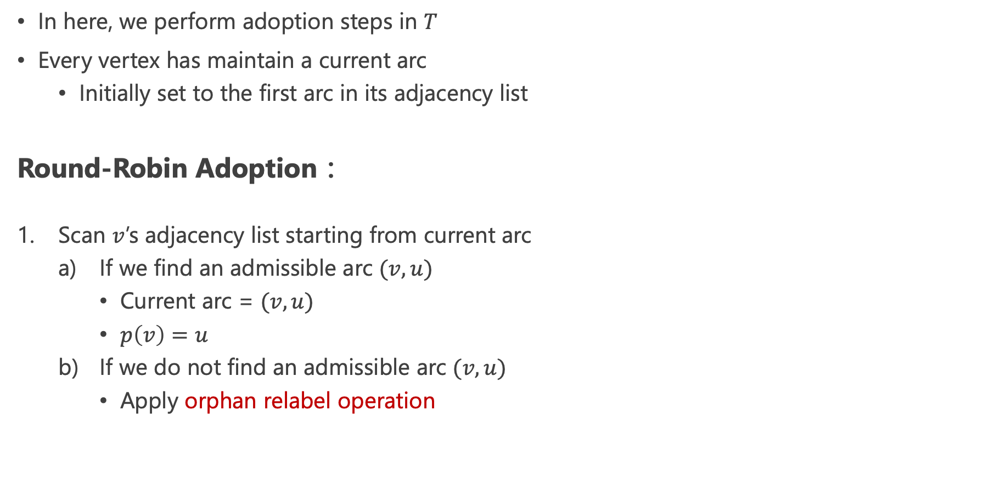 • In here, we perform adoption steps in T
• Every vertex has maintain a current arc
• Initially set to the first arc in its adjacency list
Round-Robin Adoption：
1. Scan v's adjacency list starting from current arc
a) If we find an admissible arc (v, u)
• Current arc = (v, u)
• p(v) = u
b) If we do not find an admissible arc (v, u)
• Apply orphan relabel operation